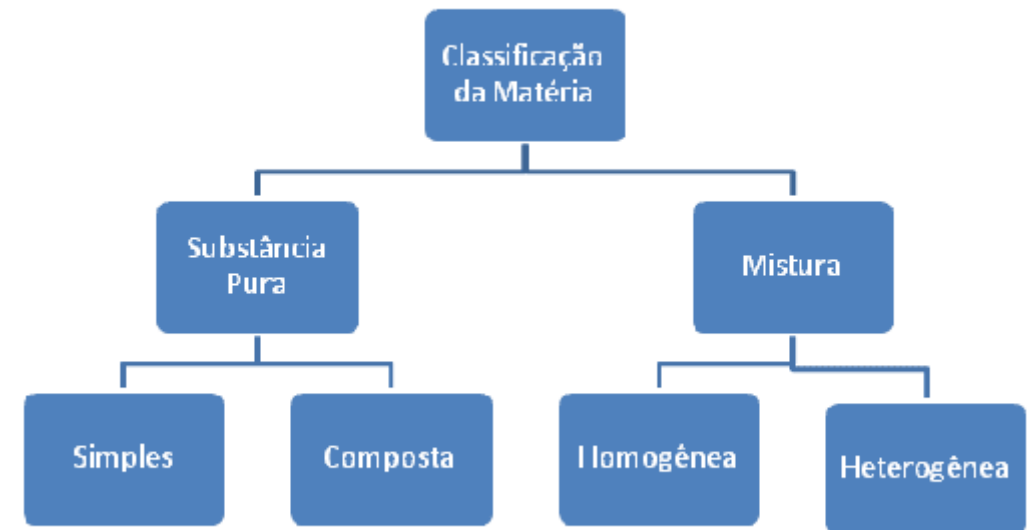 Classificação
da Matéria
Substância
Pura
Mistura
Simples
Composta
Homogênea
Heterogênea